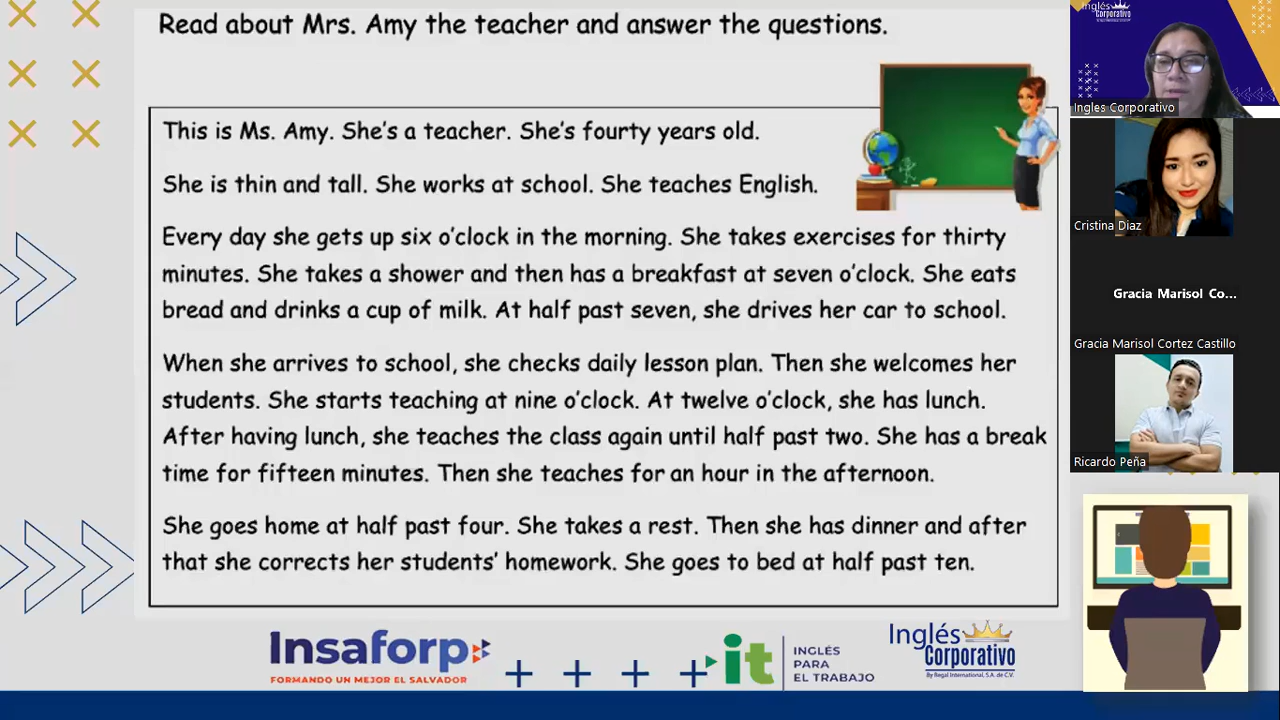 Read about Mrs. Amy the teacher and answer the questions.
This is Ms. Amy. She's a teacher. She's fourty years old.
She is thin and tall. She works at school. She teaches English.
Every day she gets up six o'clock in the morning. She takes exercises for thirty
minutes. She takes a shower and then has a breakfast at seven o'clock. She eats
bread and drinks a cup of milk. At half past seven, she drives her car to school.
When she arrives to school, she checks daily lesson plan. Then she welcomes her
students. She starts teaching at nine o'clock. At twelve o'clock, she has lunch.
After having lunch, she teaches the class again until half past two. She has a break
time for fifteen minutes. Then she teaches for an hour in the afternoon.
She goes home at half past four. She takes a rest. Then she has dinner and after
that she corrects her students' homework. She goes to bed at half past ten.
Insaforp
FORMANDO UN MEJOR EL SALVADOR
it
INGLÉS
PARA
EL TRABAJO
Inglés
Corporativo
By Regal International, S.A. de C.V.
Inglés
Corporativo
Ingles Corporativo
Cristina Diaz
Gracia Marisol Co...
Gracia Marisol Cortez Castillo
Ricardo Peña